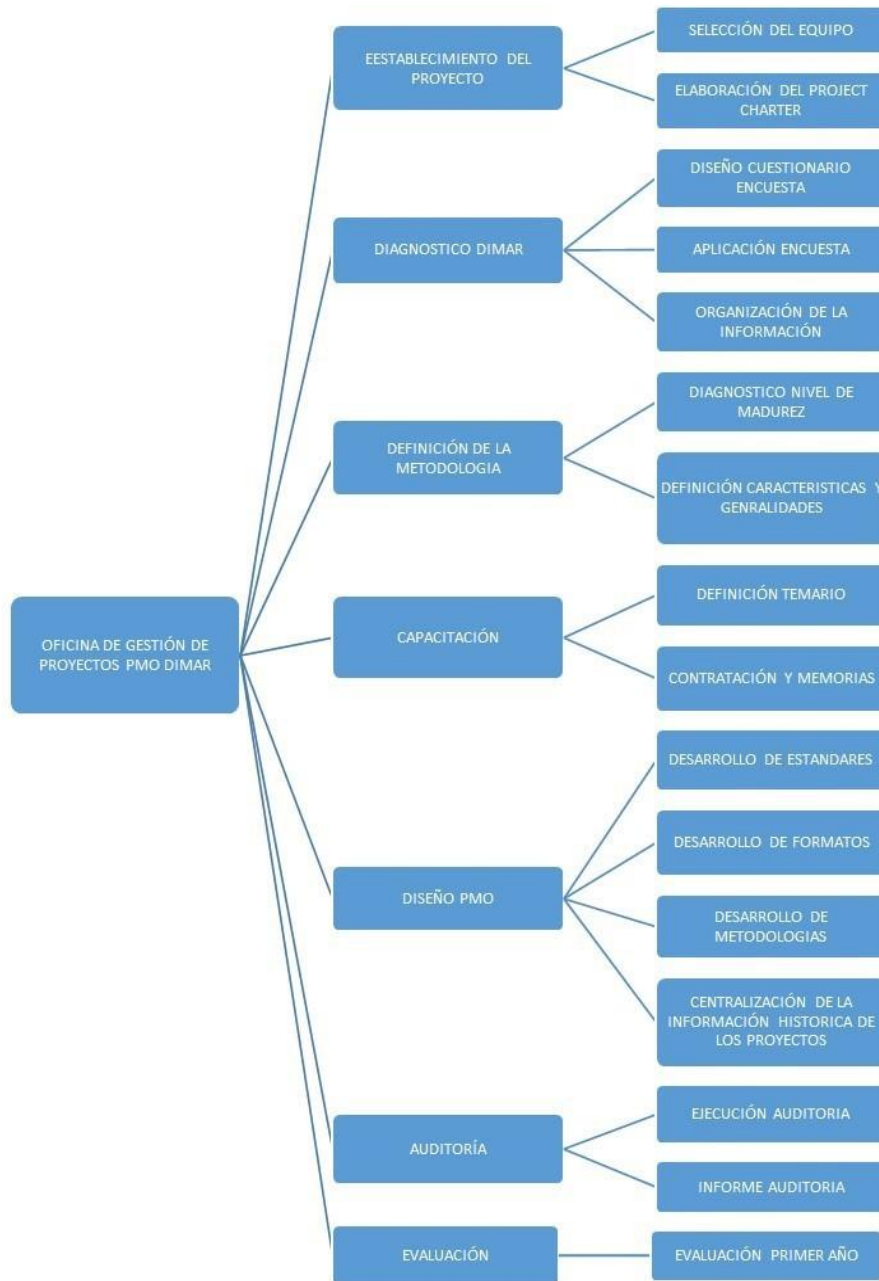 EESTABLECIMIENTO DEL
PROYECTO
SELECCIÓN DEL EQUIPO
ELABORACIÓN DEL PROJECT
CHARTER
DIAGNOSTICO DIMAR
DISEÑO CUESTIONARIO
ENCUESTA
APLICACIÓN ENCUESTA
ORGANIZACIÓN DE LA
INFORMACIÓN
DEFINICIÓN DE LA
METODOLOGIA
DIAGNOSTICO NIVEL DE
MADUREZ
DEFINICIÓN CARACTERISTICAS Y
GENRALIDADES
OFICINA DE GESTIÓN DE
PROYECTOS PMO DIMAR
CAPACITACIÓN
DEFINICIÓN TEMARIO
CONTRATACIÓN Y MEMORIAS
DISEÑO PMO
DESARROLLO DE ESTANDARES
DESARROLLO DE FORMATOS
DESARROLLO DE
METODOLOGIAS
CENTRALIZACIÓN DE LA
INFORMACIÓN HISTORICA DE
LOS PROYECTOS
AUDITORÍA
EJECUCIÓN AUDITORIA
INFORME AUDITORIA
EVALUACIÓN
EVALUACIÓN PRIMER AÑO